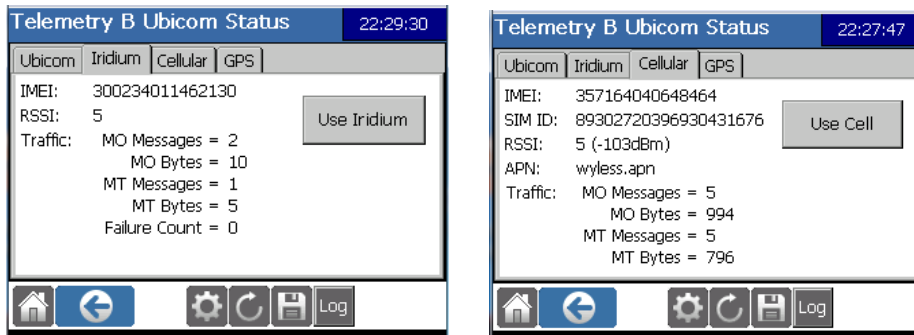 Telemetry B Ubicom Status 22:29:30
Ubicom Iridium Cellular GPS
IMEI: 300234011462130
RSSI: 5
Use Iridium
Traffic: MO Messages = 2
MO Bytes = 10
MT Messages = 1
MT Bytes = 5
Failure Count = 0
Log
Telemetry B Ubicom Status 22:27:47
Ubicom Iridium Cellular GPS
IMEI: 357164040648464
SIM ID: 89302720396930431676
Use Cell
RSSI: 5 (-103dBm)
APN: wyless.apn
Traffic: MO Messages = 5
MO Bytes = 994
MT Messages = 5
MT Bytes = 796
Log